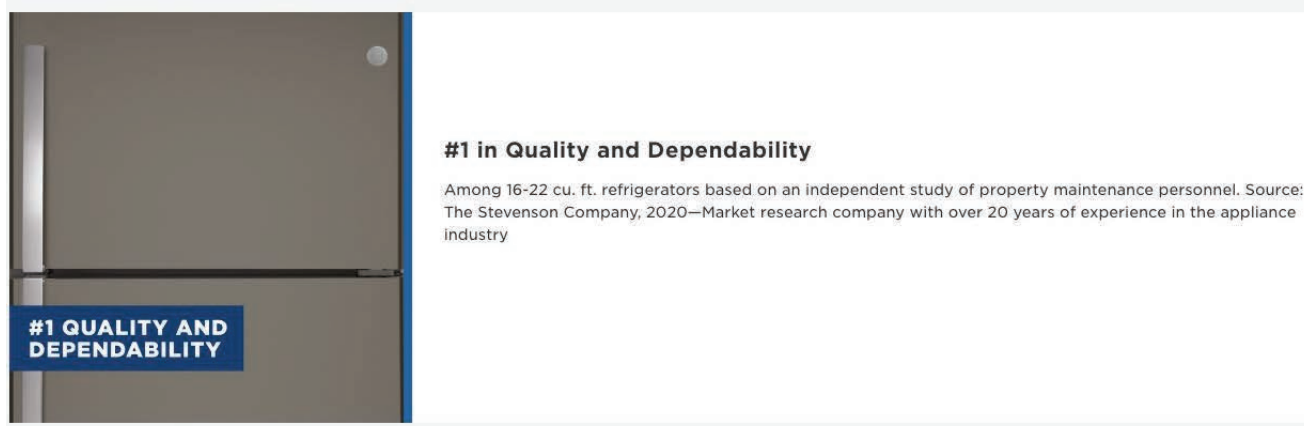 #1 QUALITY AND
DEPENDABILITY
#1 in Quality and Dependability
Among 16-22 cu. ft. refrigerators based on an independent study of property maintenance personnel. Source:
The Stevenson Company, 2020—Market research company with over 20 years of experience in the appliance
industry